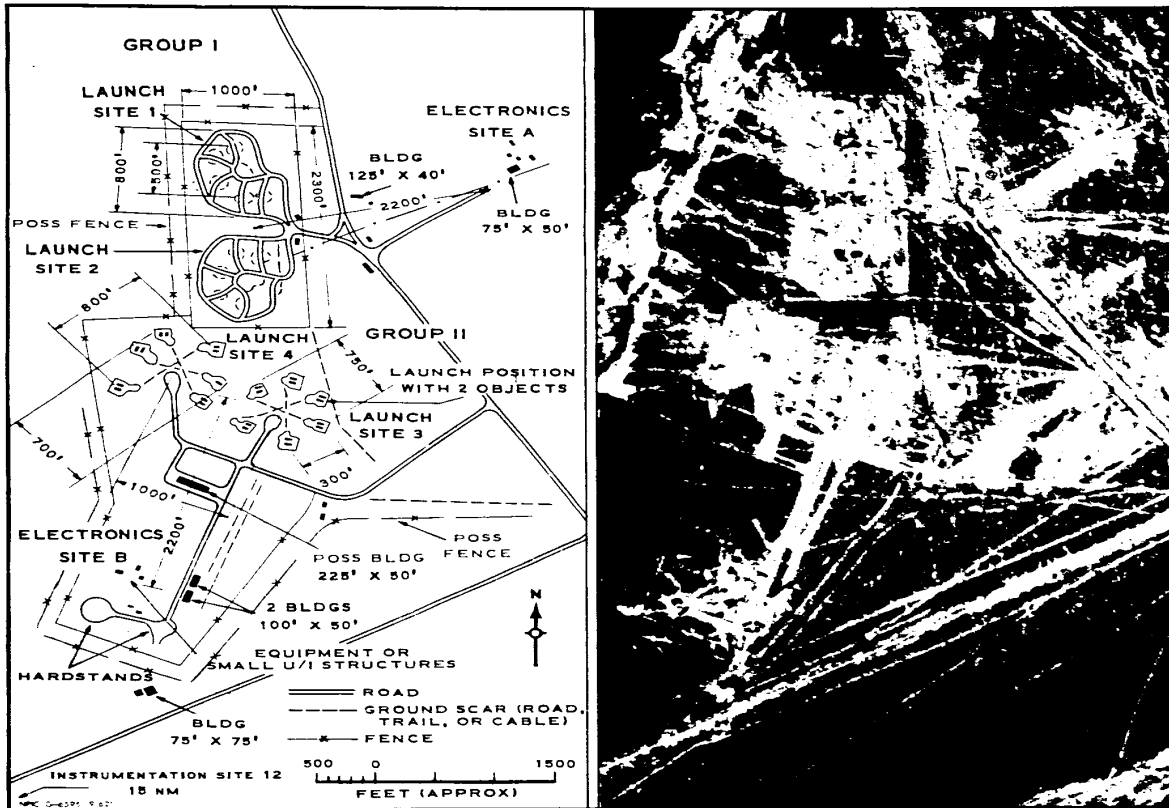 GROUP I
LAUNCH
SITE 1
1000'
ELECTRONICS
SITE A
BLDG
125' X 40'
800'
500'
2300'
2200'
BLDG
75' X 50'
POSS FENCE
LAUNCH
SITE 2
800'
LAUNCH
SITE 4
GROUP II
750'
LAUNCH POSITION
WITH 2 OBJECTS
LAUNCH
SITE 3
700'
300'
1000'
ELECTRONICS
SITE B
2200'
POSS BLDG
225' X 50'
POSS
FENCE
2 BLDGS
100' X 50'
N
EQUIPMENT OR
SMALL U/I STRUCTURES
HARDSTANDS
ROAD
GROUND SCAR (ROAD,
TRAIL, OR CABLE)
FENCE
BLDG
75' X 75'
INSTRUMENTATION SITE 12
15 NM
500 0 1500
FEET (APPROX)